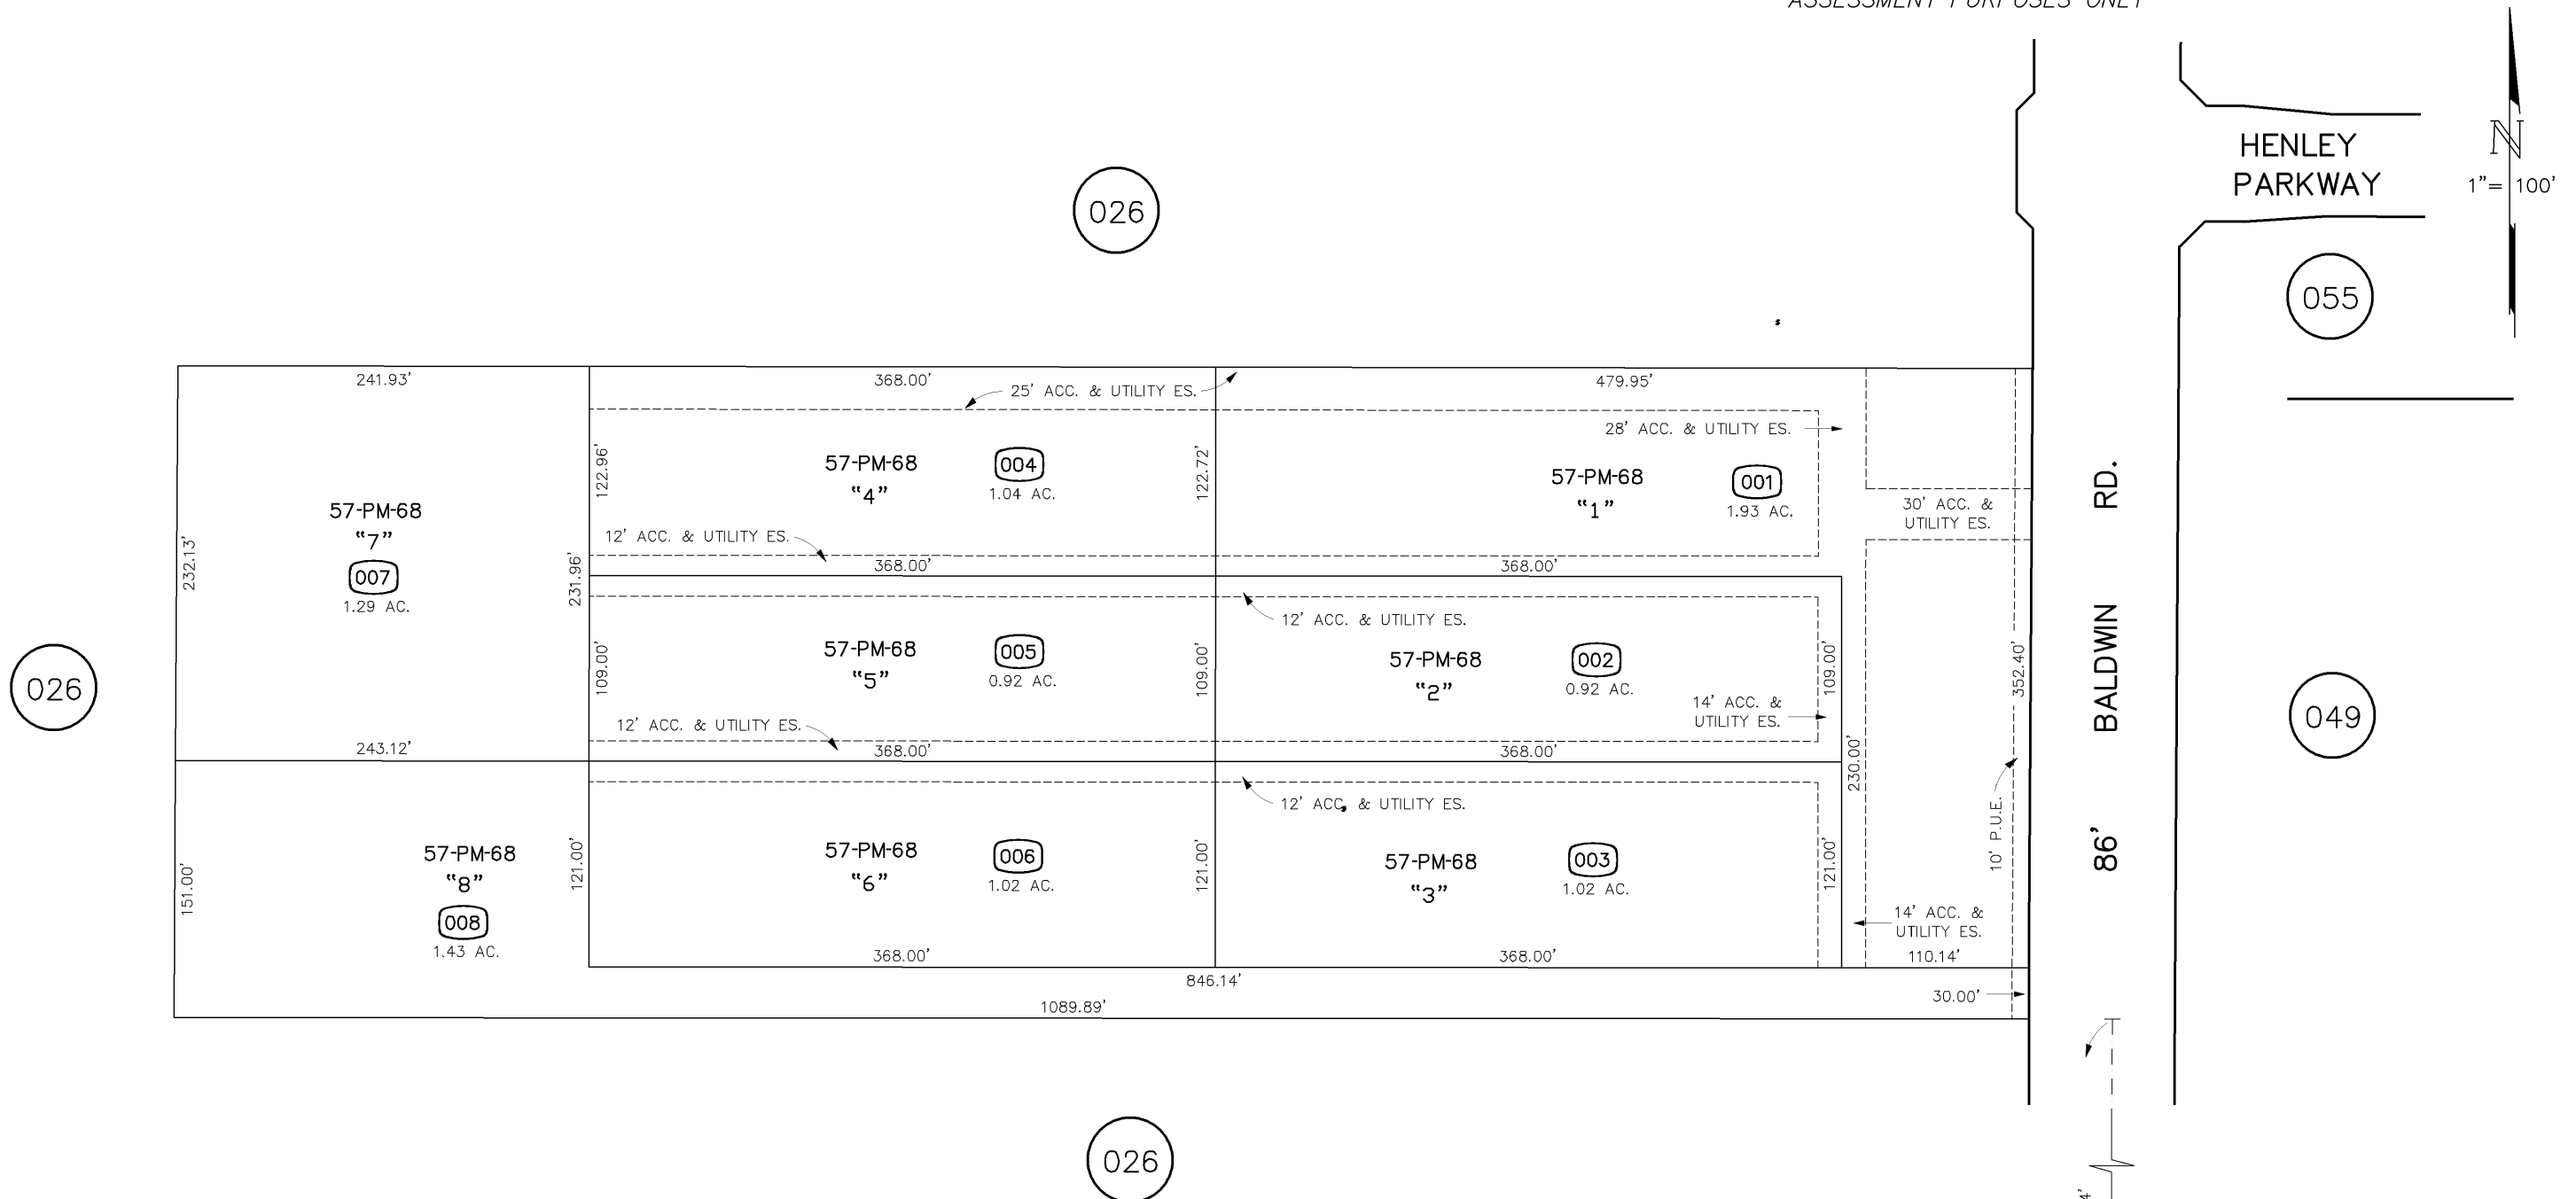 ASSESSMENT PURPOSES ONLY
HENLEY
PARKWAY
N
1"= 100'
026
055
241.93'
368.00'
479.95'
25' ACC. & UTILITY ES.
28' ACC. & UTILITY ES.
122.96'
57-PM-68
"4"
004
1.04 AC.
122.72'
57-PM-68
"1"
001
1.93 AC.
30' ACC. &
UTILITY ES.
57-PM-68
"7"
007
1.29 AC.
232.13'
231.96'
12' ACC. & UTILITY ES.
368.00'
368.00'
12' ACC. & UTILITY ES.
109.00'
57-PM-68
"5"
005
0.92 AC.
109.00'
57-PM-68
"2"
002
0.92 AC.
109.00'
14' ACC. &
UTILITY ES.
352.40'
86' BALDWIN RD.
026
049
12' ACC. & UTILITY ES.
243.12'
368.00'
368.00'
230.00'
12' ACC. & UTILITY ES.
151.00'
57-PM-68
"8"
008
1.43 AC.
121.00'
57-PM-68
"6"
006
1.02 AC.
121.00'
57-PM-68
"3"
003
1.02 AC.
121.00'
10' P.U.E.
14' ACC. &
UTILITY ES.
368.00'
368.00'
110.14'
846.14'
30.00'
1089.89'
026